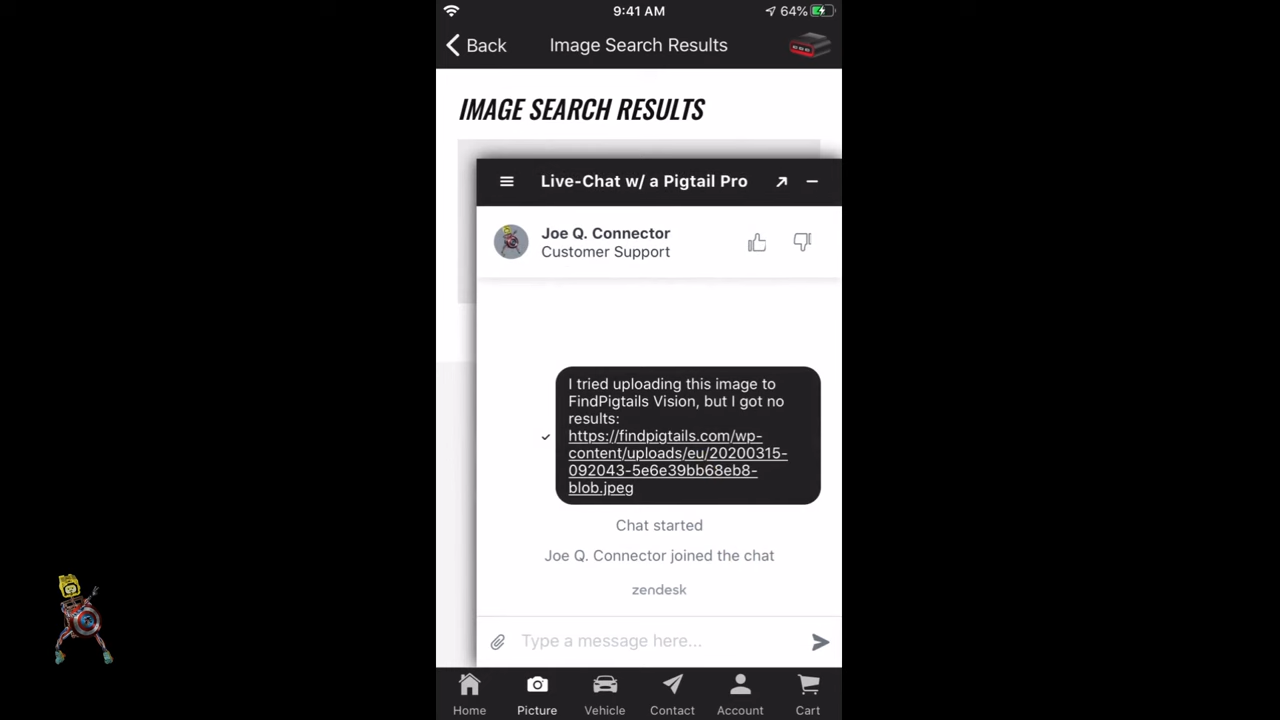 9:41 AM
64%
Back
Image Search Results
IMAGE SEARCH RESULTS
Live-Chat w/ a Pigtail Pro
Joe Q. Connector
Customer Support
I tried uploading this image to
FindPigtails Vision, but I got no
results:
https://findpigtails.com/wp-
content/uploads/eu/20200315-
092043-5e6e39bb68eb8-
blob.jpeg
Chat started
Joe Q. Connector joined the chat
zendesk
Type a message here...
Home
Picture
Vehicle
Contact
Account
Cart